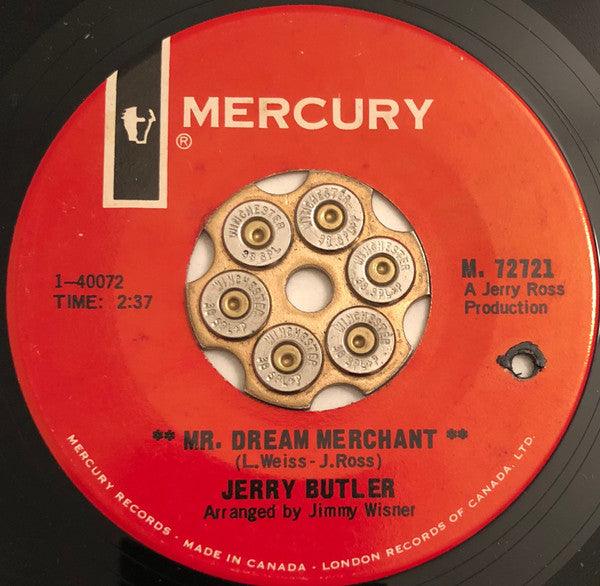 MERCURY
®
1-40072
TIME: 2:37
M. 72721
A Jerry Ross
Production
WINCHESTER
38 SPL
WINCHESTER
38 SPL+P
WINCHESTER
38 SPL+P
WINCHESTER
38 SPL+P
WINCHESTER
38 SPL+P
WINCHESTER
38 SPL+P
** MR. DREAM MERCHANT **
(L.Weiss-J.Ross)
JERRY BUTLER
Arranged by Jimmy Wisner
MERCURY RECORDS - MADE IN CANADA - LONDON RECORDS OF CANADA, LTD.